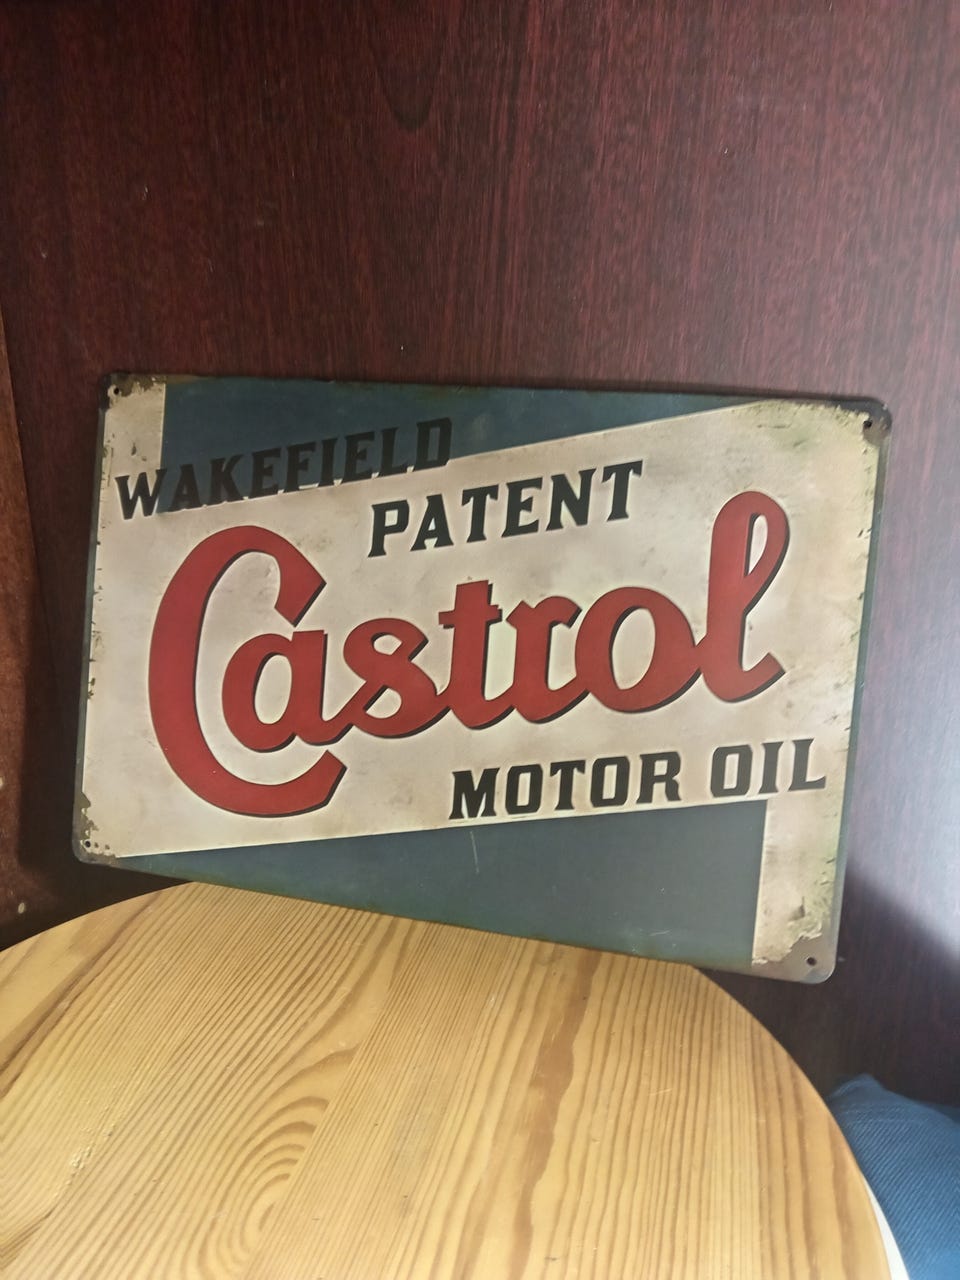 WAKEFIELD
PATENT
Castrol
MOTOR OIL